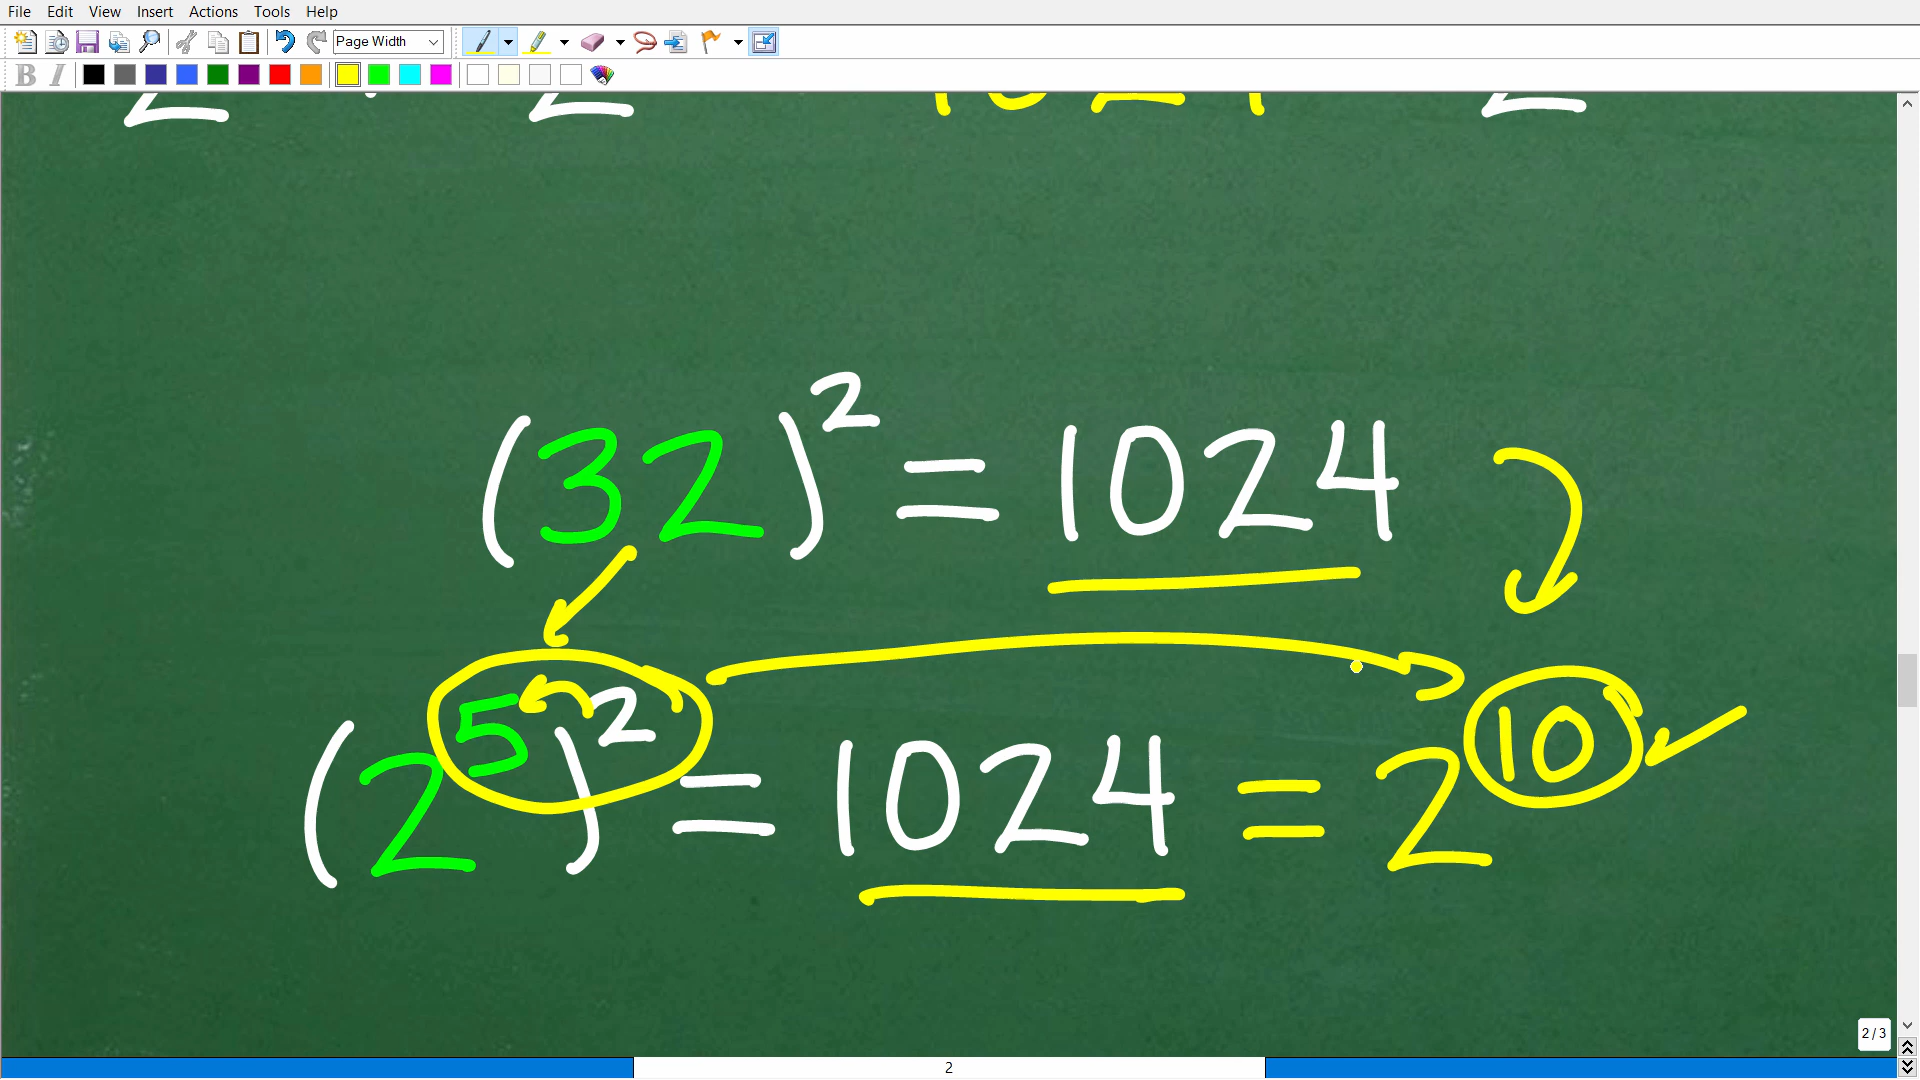 File Edit View Insert Actions Tools Help
Page Width
B I
(32)² = 1024
(2⁵)² = 1024 = 2¹⁰
2 / 3
2